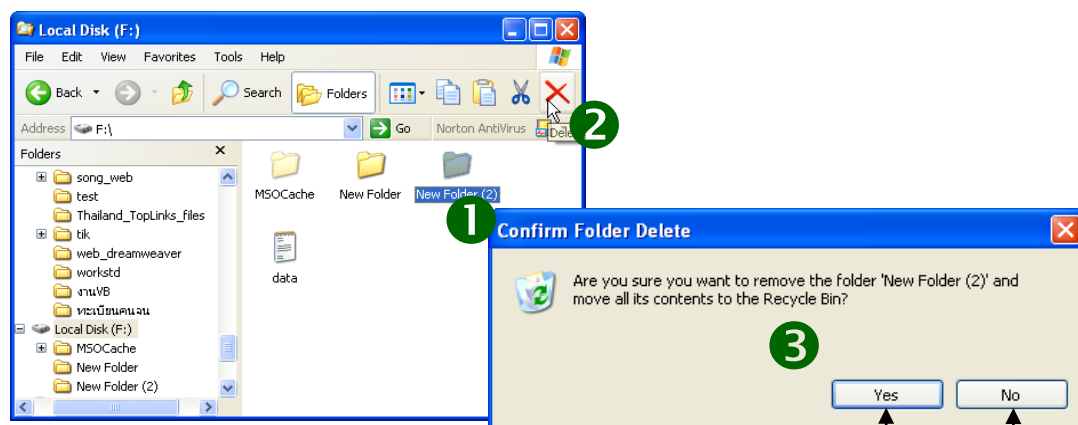 Local Disk (F:)
File Edit View Favorites Tools Help
Back Search Folders
Address F:\ Go Norton AntiVirus
Delete
2
Folders X
song_web
test
Thailand_TopLinks_files
tik
web_dreamweaver
workstd
งานVB
ทะเบียนคนจน
Local Disk (F:)
MSOCache
New Folder
New Folder (2)
MSOCache New Folder New Folder (2)
data
1
Confirm Folder Delete
Are you sure you want to remove the folder 'New Folder (2)' and
move all its contents to the Recycle Bin?
3
Yes No